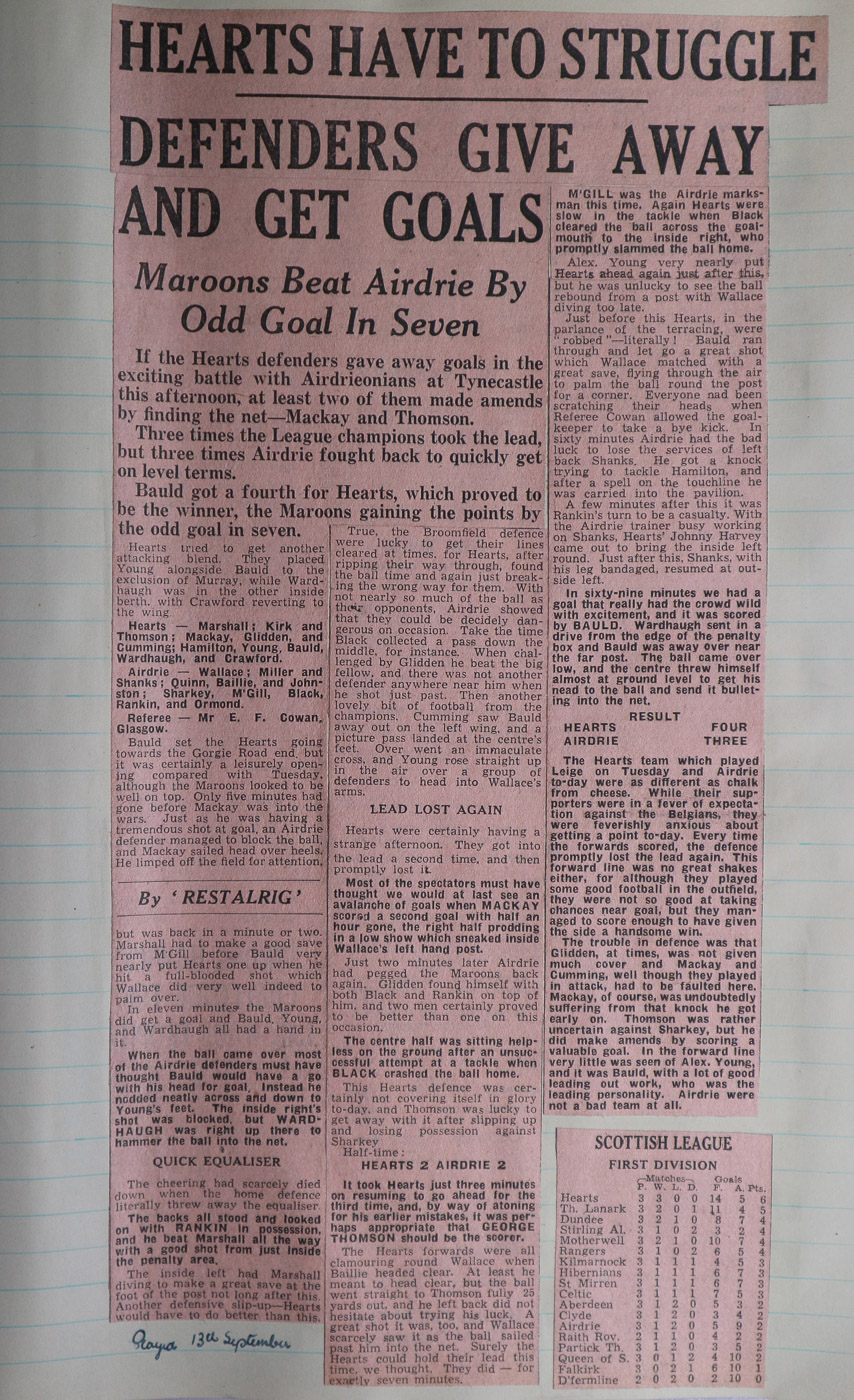 HEARTS HAVE TO STRUGGLE
DEFENDERS GIVE AWAY
AND GET GOALS
Maroons Beat Airdrie By
Odd Goal In Seven
If the Hearts defenders gave away goals in the
exciting battle with Airdrieonians at Tynecastle
this afternoon, at least two of them made amends
by finding the net—Mackay and Thomson.
Three times the League champions took the lead,
but three times Airdrie fought back to quickly get
on level terms.
Bauld got a fourth for Hearts, which proved to
be the winner, the Maroons gaining the points by
the odd goal in seven.
Hearts tried to get another
attacking blend. They placed
Young alongside Bauld to the
exclusion of Murray, while Ward-
haugh was in the other inside
berth, with Crawford reverting to
the wing.
Hearts — Marshall; Kirk and
Thomson; Mackay, Glidden, and
Cumming; Hamilton, Young, Bauld,
Wardhaugh, and Crawford.
Airdrie — Wallace; Miller and
Shanks; Quinn, Baillie, and John-
ston; Sharkey, M'Gill, Black,
Rankin, and Ormond.
Referee — Mr E. F. Cowan,
Glasgow.
Bauld set the Hearts going
towards the Gorgie Road end, but
it was certainly a leisurely open-
ing compared with Tuesday,
although the Maroons looked to be
well on top. Only five minutes had
gone before Mackay was into the
wars. Just as he was having a
tremendous shot at goal, an Airdrie
defender managed to block the ball,
and Mackay sailed head over heels.
He limped off the field for attention,
By 'RESTALRIG'
but was back in a minute or two.
Marshall had to make a good save
from M'Gill before Bauld very
nearly put Hearts one up when he
hit a full-blooded shot which
Wallace did very well indeed to
palm over.
In eleven minutes the Maroons
did get a goal and Bauld, Young,
and Wardhaugh all had a hand in
it.
When the ball came over most
of the Airdrie defenders must have
thought Bauld would have a go
with his head for goal. Instead he
nodded neatly across and down to
Young's feet. The inside right's
shot was blocked, but WARD-
HAUGH was right up there to
hammer the ball into the net.
QUICK EQUALISER
The cheering had scarcely died
down when the home defence
literally threw away the equaliser.
The backs all stood and looked
on with RANKIN in possession,
and he beat Marshall all the way
with a good shot from just inside
the penalty area.
The inside left had Marshall
diving to make a great save at the
foot of the post not long after this.
Another defensive slip-up—Hearts
would have to do better than this.
13th September
True, the Broomfield defence
were lucky to get their lines
cleared at times, for Hearts, after
ripping their way through, found
the ball time and again just break-
ing the wrong way for them. With
not nearly so much of the ball as
their opponents, Airdrie showed
that they could be decidely dan-
gerous on occasion. Take the time
Black collected a pass down the
middle, for instance. When chal-
lenged by Glidden he beat the big
fellow, and there was not another
defender anywhere near him when
he shot just past. Then another
lovely bit of football from the
champions. Cumming saw Bauld
away out on the left wing, and a
picture pass landed at the centre's
feet. Over went an immaculate
cross, and Young rose straight up
in the air over a group of
defenders to head into Wallace's
arms.
LEAD LOST AGAIN
Hearts were certainly having a
strange afternoon. They got into
the lead a second time, and then
promptly lost it.
Most of the spectators must have
thought we would at last see an
avalanche of goals when MACKAY
scored a second goal with half an
hour gone, the right half prodding
in a low show which sneaked inside
Wallace's left hand post.
Just two minutes later Airdrie
had pegged the Maroons back
again. Glidden found himself with
both Black and Rankin on top of
him, and two men certainly proved
to be better than one on this
occasion.
The centre half was sitting help-
less on the ground after an unsuc-
cessful attempt at a tackle when
BLACK crashed the ball home.
This Hearts defence was cer-
tainly not covering itself in glory
to-day, and Thomson was lucky to
get away with it after slipping up
and losing possession against
Sharkey
Half-time:
HEARTS 2 AIRDRIE 2
It took Hearts just three minutes
on resuming to go ahead for the
third time, and, by way of atoning
for his earlier mistakes, it was per-
haps appropriate that GEORGE
THOMSON should be the scorer.
The Hearts forwards were all
clamouring round Wallace when
Baillie headed clear. At least he
meant to head clear, but the ball
went straight to Thomson fully 25
yards out, and he left back did not
hesitate about trying his luck. A
great shot it was, too, and Wallace
scarcely saw it as the ball sailed
past him into the net. Surely the
Hearts could hold their lead this
time, we thought. They did — for
exactly seven minutes.
M'GILL was the Airdrie marks-
man this time. Again Hearts were
slow in the tackle when Black
cleared the ball across the goal-
mouth to the inside right, who
promptly slammed the ball home.
Alex. Young very nearly put
Hearts ahead again just after this,
but he was unlucky to see the ball
rebound from a post with Wallace
diving too late.
Just before this Hearts, in the
parlance of the terracing, were
"robbed"—literally! Bauld ran
through and let go a great shot
which Wallace matched with a
great save, flying through the air
to palm the ball round the post
for a corner. Everyone had been
scratching their heads when
Referee Cowan allowed the goal-
keeper to take a bye kick. In
sixty minutes Airdrie had the bad
luck to lose the services of left
back Shanks. He got a knock
trying to tackle Hamilton, and
after a spell on the touchline he
was carried into the pavilion.
A few minutes after this it was
Rankin's turn to be a casualty. With
the Airdrie trainer busy working
on Shanks, Hearts' Johnny Harvey
came out to bring the inside left
round. Just after this, Shanks, with
his leg bandaged, resumed at out-
side left.
In sixty-nine minutes we had a
goal that really had the crowd wild
with excitement, and it was scored
by BAULD. Wardhaugh sent in a
drive from the edge of the penalty
box and Bauld was away over near
the far post. The ball came over
low, and the centre threw himself
almost at ground level to get his
head to the ball and send it bullet-
ing into the net.
RESULT
HEARTS FOUR
AIRDRIE THREE
The Hearts team which played
Leige on Tuesday and Airdrie
to-day were as different as chalk
from cheese. While their sup-
porters were in a fever of expecta-
tion against the Belgians, they
were feverishly anxious about
getting a point to-day. Every time
the forwards scored, the defence
promptly lost the lead again. This
forward line was no great shakes
either, for although they played
some good football in the outfield,
they were not so good at taking
chances near goal, but they man-
aged to score enough to have given
the side a handsome win.
The trouble in defence was that
Glidden, at times, was not given
much cover and Mackay and
Cumming, well though they played
in attack, had to be faulted here.
Mackay, of course, was undoubtedly
suffering from that knock he got
early on. Thomson was rather
uncertain against Sharkey, but he
did make amends by scoring a
valuable goal. In the forward line
very little was seen of Alex. Young,
and it was Bauld, with a lot of good
leading out work, who was the
leading personality. Airdrie were
not a bad team at all.
SCOTTISH LEAGUE
FIRST DIVISION
Matches Goals
P. W. L. D. F. A. Pts.
Hearts 3 3 0 0 14 5 6
Th. Lanark 3 2 0 1 11 4 5
Dundee 3 2 1 0 8 7 4
Stirling Al. 3 1 0 2 3 2 4
Motherwell 3 2 1 0 10 7 4
Rangers 3 1 0 2 6 5 4
Kilmarnock 3 1 1 1 4 5 3
Hibernians 3 1 1 1 6 7 3
St Mirren 3 1 1 1 6 7 3
Celtic 3 1 1 1 7 5 3
Aberdeen 3 1 2 0 5 3 2
Clyde 3 1 2 0 3 4 2
Airdrie 3 1 2 0 5 9 2
Raith Rov. 2 1 1 0 4 2 2
Partick Th. 3 1 2 0 3 5 2
Queen of S. 3 0 1 2 4 10 2
Falkirk 3 0 2 1 6 10 1
D'fermline 2 0 2 0 2 10 0